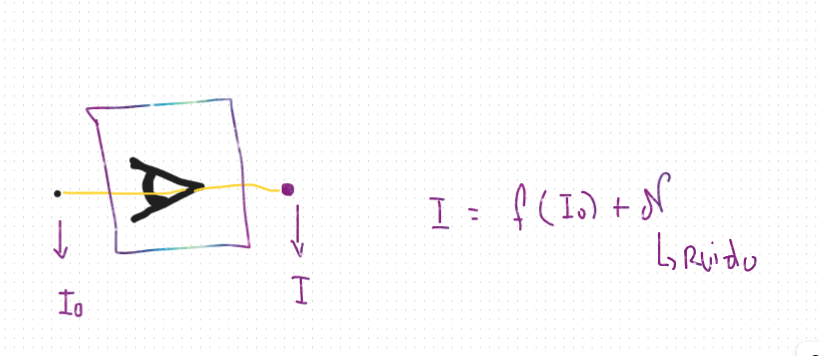 I = f(I₀) + N
↳ Ruido
I₀
I